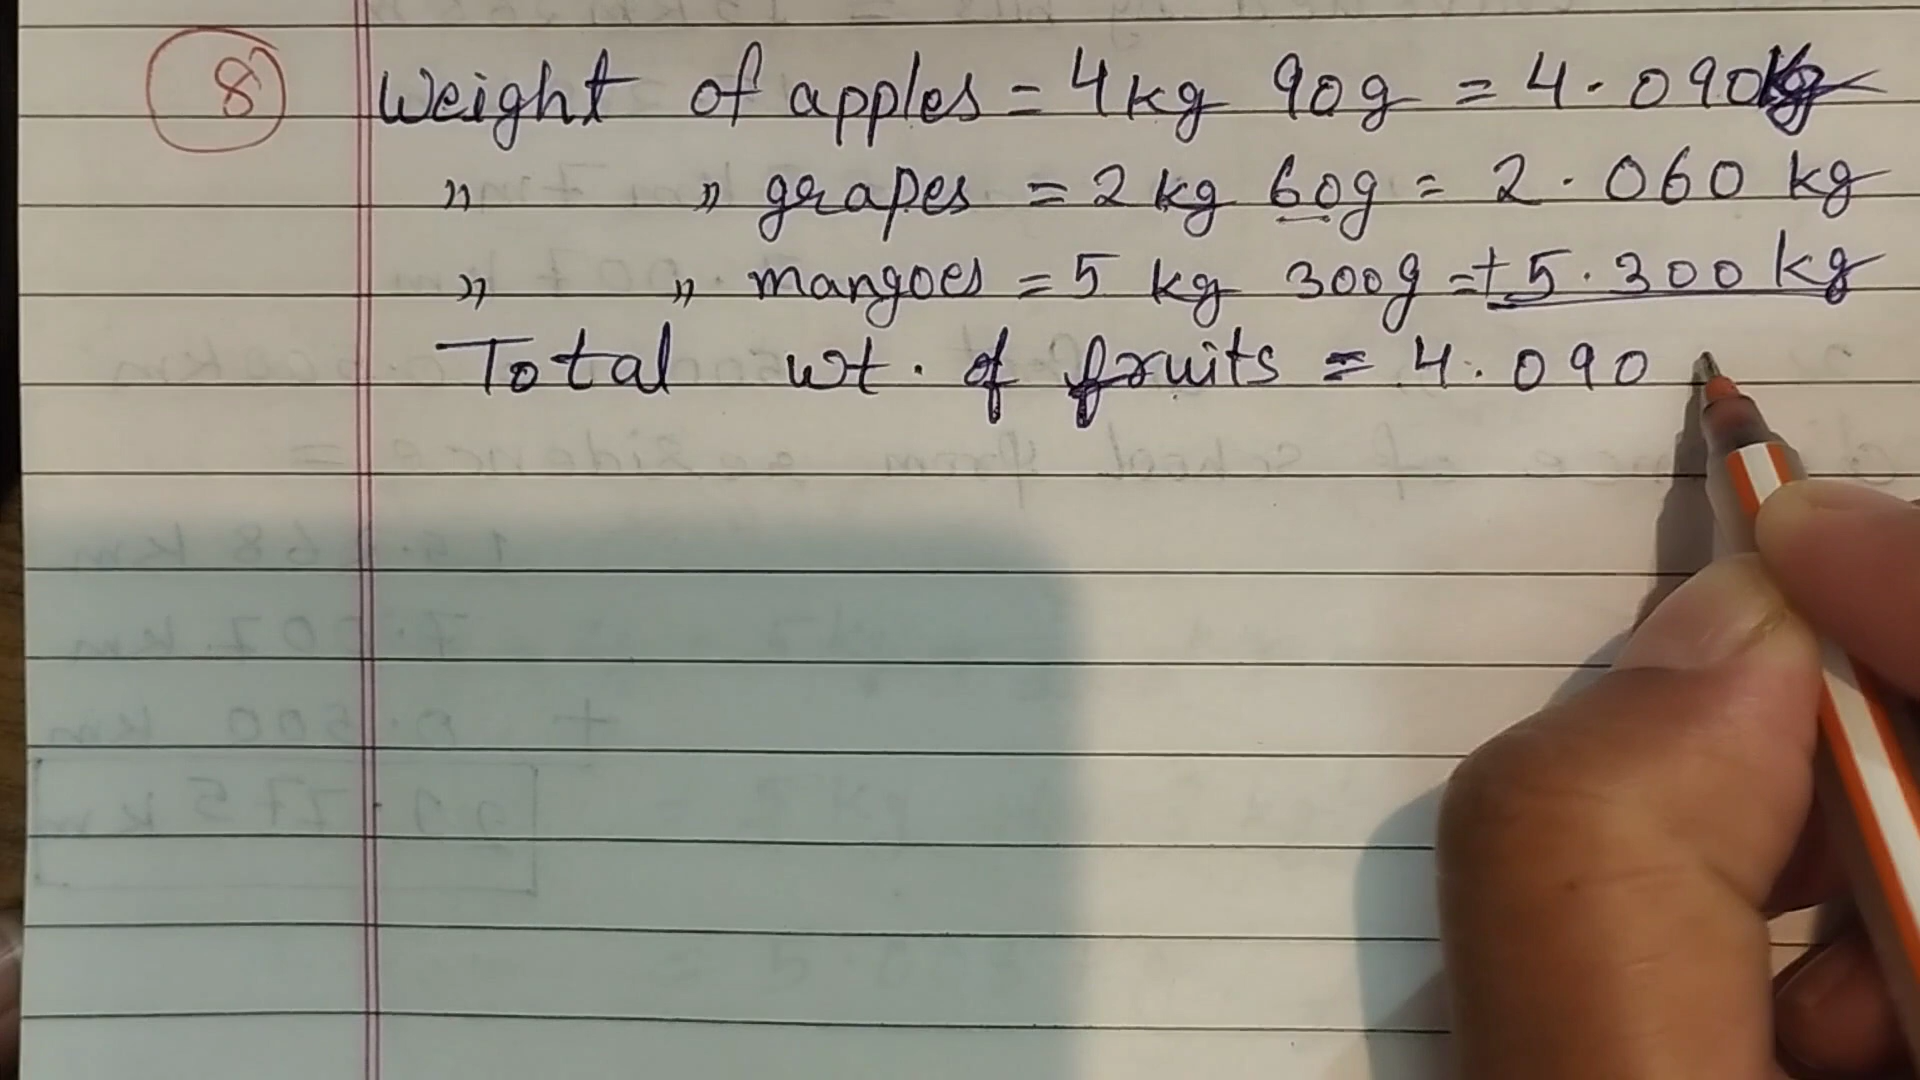 8 Weight of apples = 4kg 90g = 4.090kg
" " grapes = 2kg 60g = 2.060 kg
" " mangoes = 5 kg 300g = +5.300 kg
Total wt. of fruits = 4.090